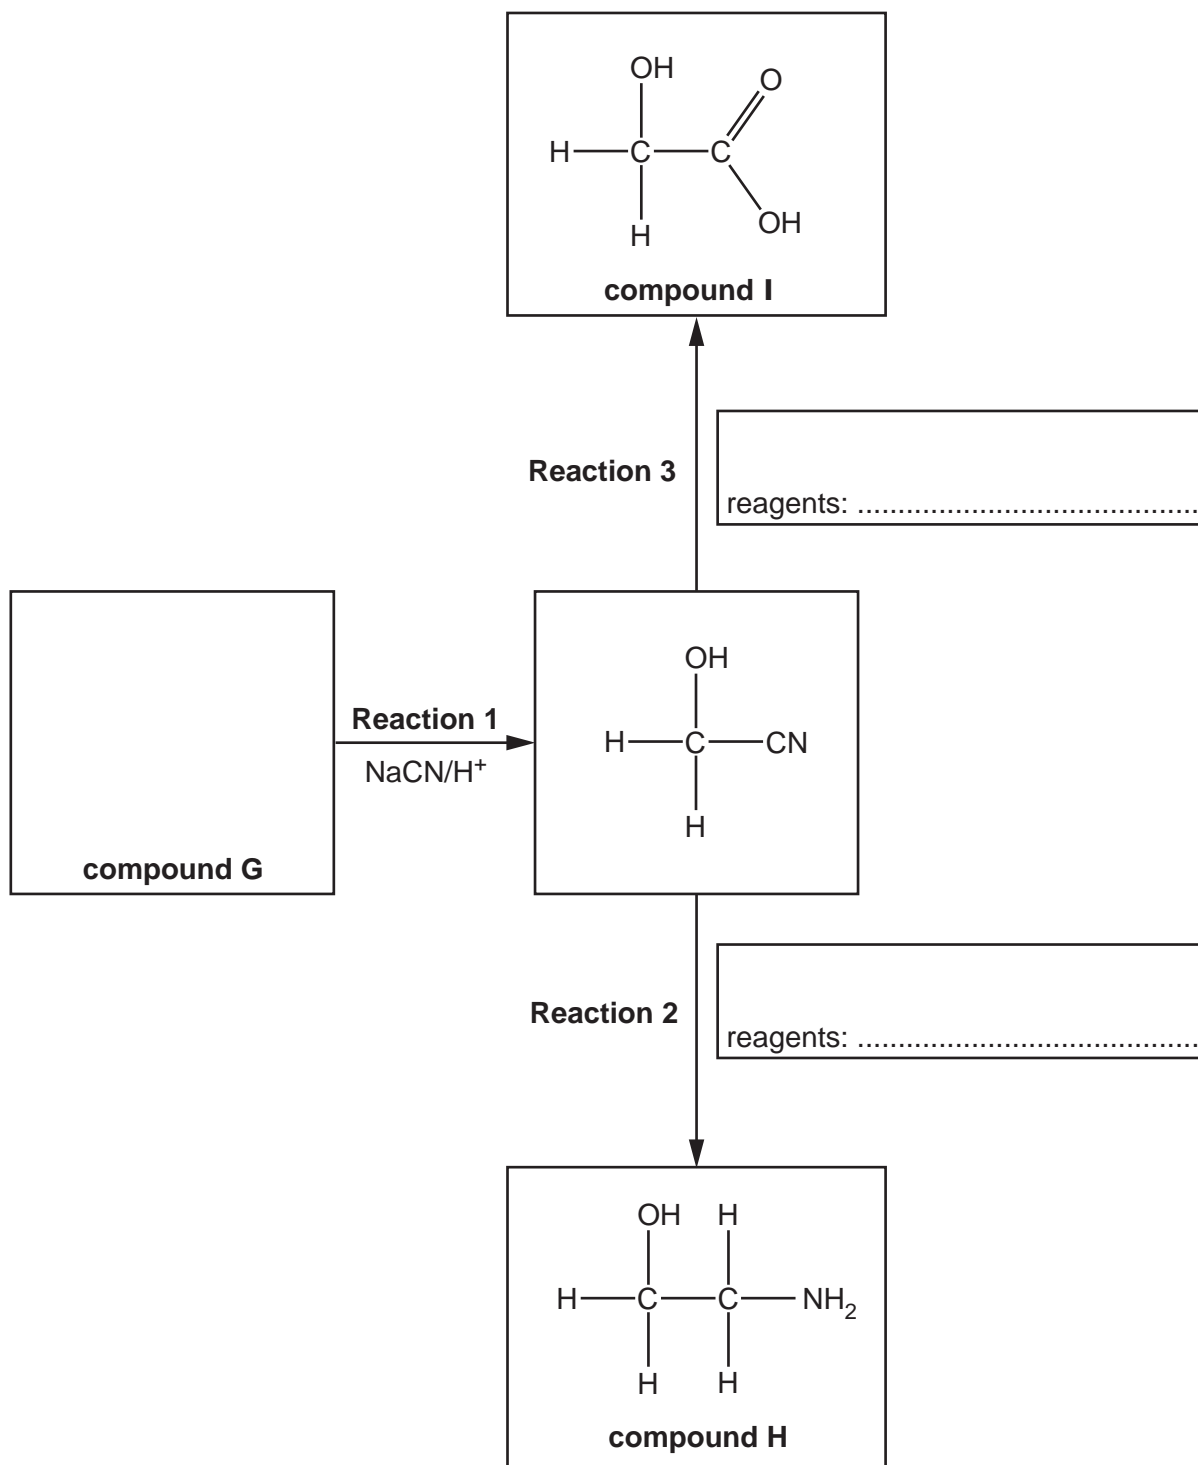 OH
O
H C C
OH
H
compound I
Reaction 3
reagents: ..........................................
OH
Reaction 1
H C CN
NaCN/H⁺
H
compound G
Reaction 2
reagents: ..........................................
OH H
H C C NH₂
H H
compound H